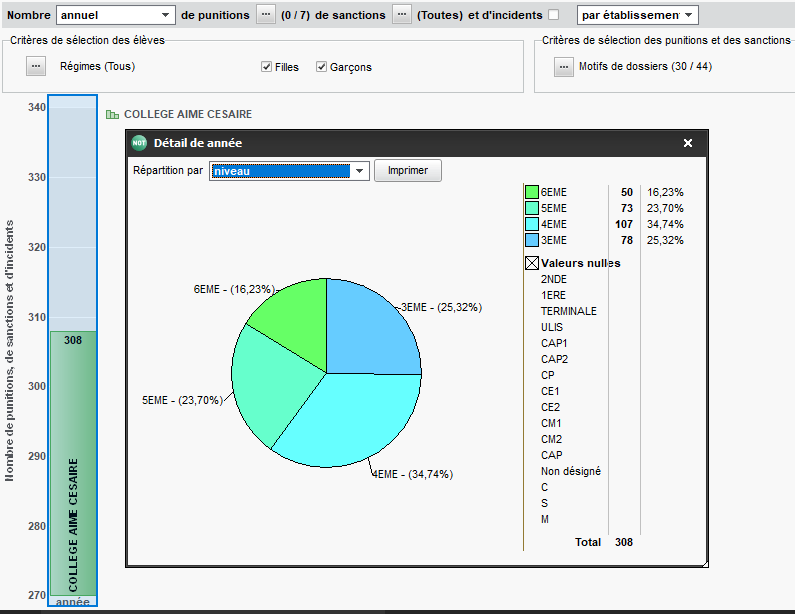 Nombre annuel de punitions ... (0 / 7) de sanctions ... (Toutes) et d'incidents par établissemen
Critères de sélection des élèves
... Régimes (Tous) Filles Garçons
Critères de sélection des punitions et des sanctions
... Motifs de dossiers (30 / 44)
Nombre de punitions, de sanctions et d'incidents
340
330
320
310
300
290
280
270
308
COLLEGE AIME CESAIRE
année
COLLEGE AIME CESAIRE
NOT Détail de année
Répartition par niveau Imprimer
6EME - (16,23%)
3EME - (25,32%)
5EME - (23,70%)
4EME - (34,74%)
6EME 50 16,23%
5EME 73 23,70%
4EME 107 34,74%
3EME 78 25,32%
Valeurs nulles
2NDE
1ERE
TERMINALE
ULIS
CAP1
CAP2
CP
CE1
CE2
CM1
CM2
CAP
Non désigné
C
S
M
Total 308